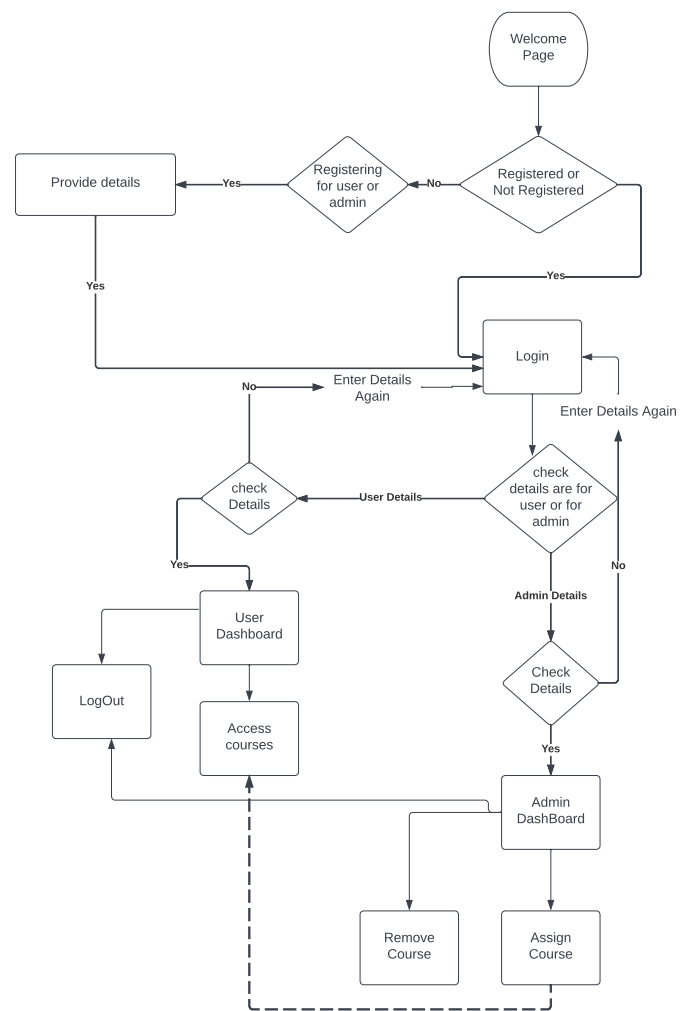 Welcome
Page
Registering
for user or
admin
Registered or
Not Registered
Provide details
Yes
No
Yes
Yes
Login
No
Enter Details
Again
Enter Details Again
check
details are for
user or for
admin
check
Details
User Details
Yes
No
Admin Details
User
Dashboard
Check
Details
LogOut
Access
courses
Yes
Admin
DashBoard
Remove
Course
Assign
Course